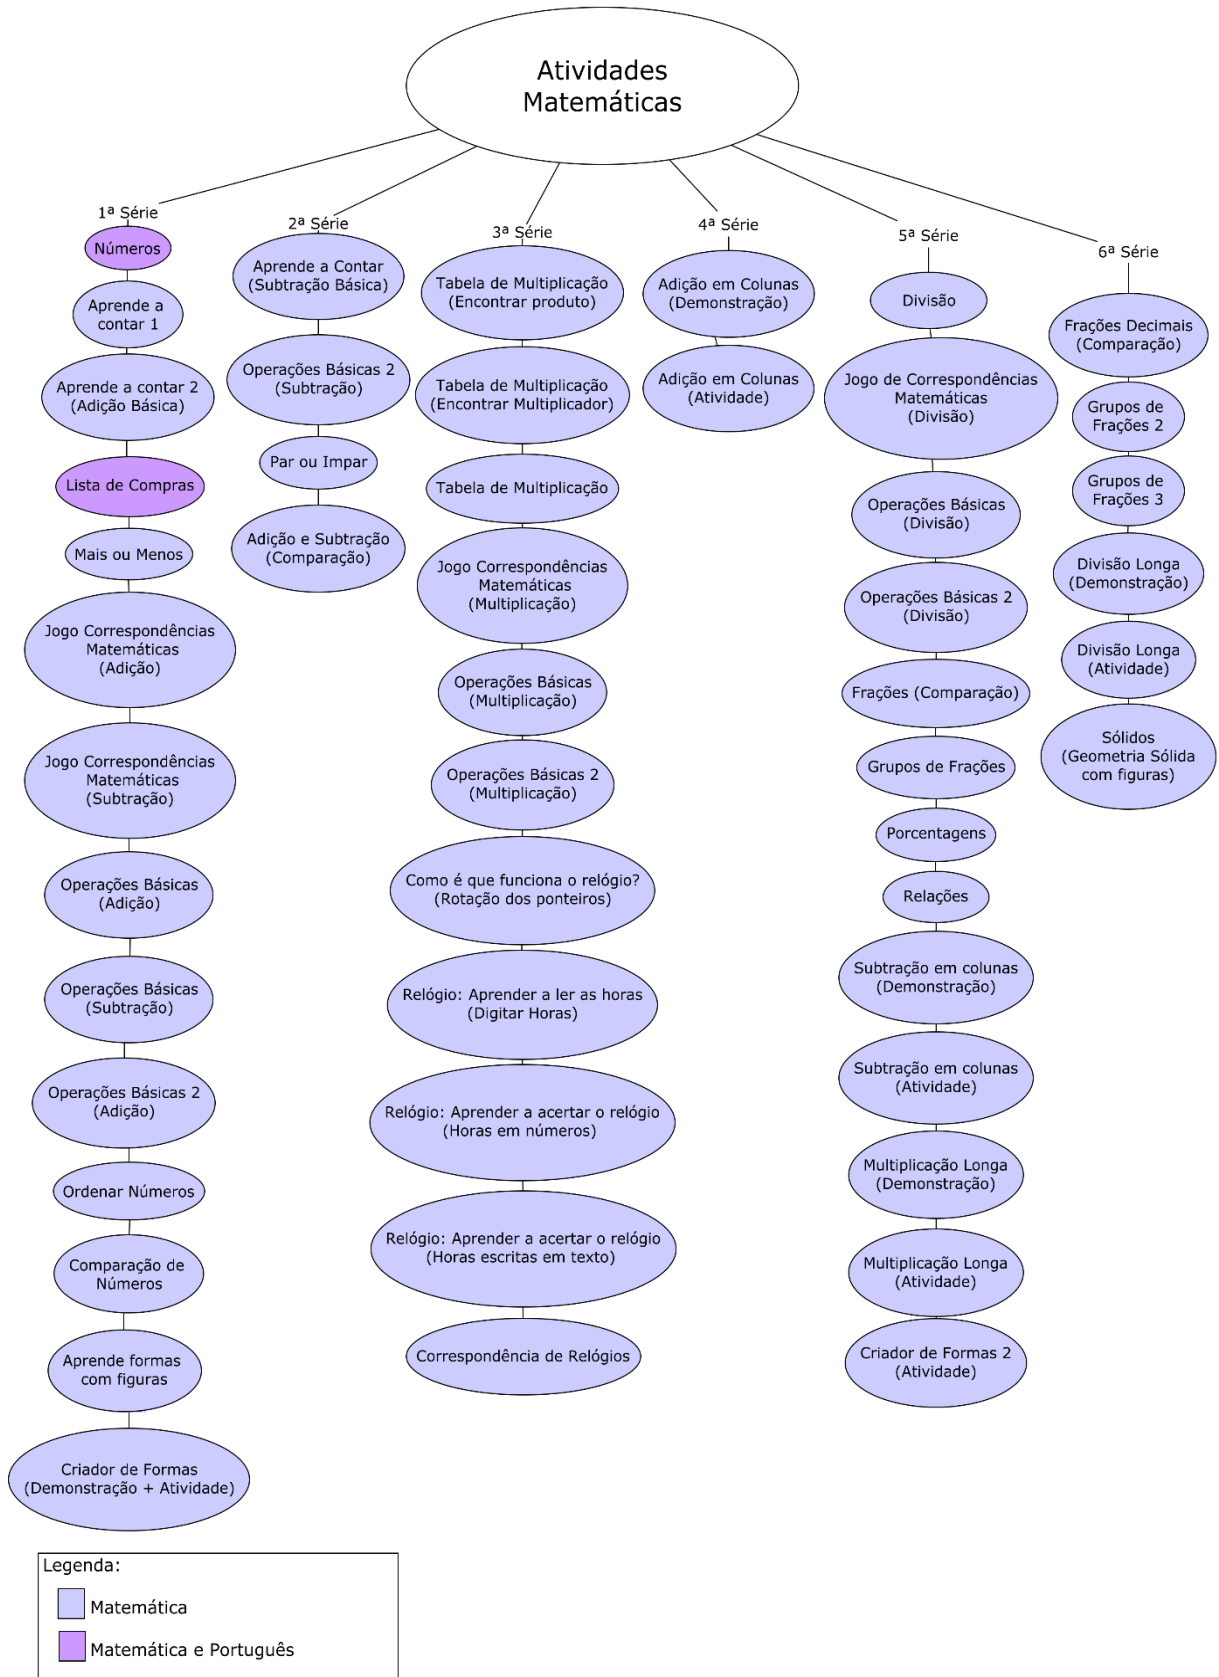 Atividades
Matemáticas
1ª Série
Números
Aprende a
contar 1
Aprende a contar 2
(Adição Básica)
Lista de Compras
Mais ou Menos
Jogo Correspondências
Matemáticas
(Adição)
Jogo Correspondências
Matemáticas
(Subtração)
Operações Básicas
(Adição)
Operações Básicas
(Subtração)
Operações Básicas 2
(Adição)
Ordenar Números
Comparação de
Números
Aprende formas
com figuras
Criador de Formas
(Demonstração + Atividade)
2ª Série
Aprende a Contar
(Subtração Básica)
Operações Básicas 2
(Subtração)
Par ou Impar
Adição e Subtração
(Comparação)
3ª Série
Tabela de Multiplicação
(Encontrar produto)
Tabela de Multiplicação
(Encontrar Multiplicador)
Tabela de Multiplicação
Jogo Correspondências
Matemáticas
(Multiplicação)
Operações Básicas
(Multiplicação)
Operações Básicas 2
(Multiplicação)
Como é que funciona o relógio?
(Rotação dos ponteiros)
Relógio: Aprender a ler as horas
(Digitar Horas)
Relógio: Aprender a acertar o relógio
(Horas em números)
Relógio: Aprender a acertar o relógio
(Horas escritas em texto)
Correspondência de Relógios
4ª Série
Adição em Colunas
(Demonstração)
Adição em Colunas
(Atividade)
5ª Série
Divisão
Jogo de Correspondências
Matemáticas
(Divisão)
Operações Básicas
(Divisão)
Operações Básicas 2
(Divisão)
Frações (Comparação)
Grupos de Frações
Porcentagens
Relações
Subtração em colunas
(Demonstração)
Subtração em colunas
(Atividade)
Multiplicação Longa
(Demonstração)
Multiplicação Longa
(Atividade)
Criador de Formas 2
(Atividade)
6ª Série
Frações Decimais
(Comparação)
Grupos de
Frações 2
Grupos de
Frações 3
Divisão Longa
(Demonstração)
Divisão Longa
(Atividade)
Sólidos
(Geometria Sólida
com figuras)
Legenda:
Matemática
Matemática e Português